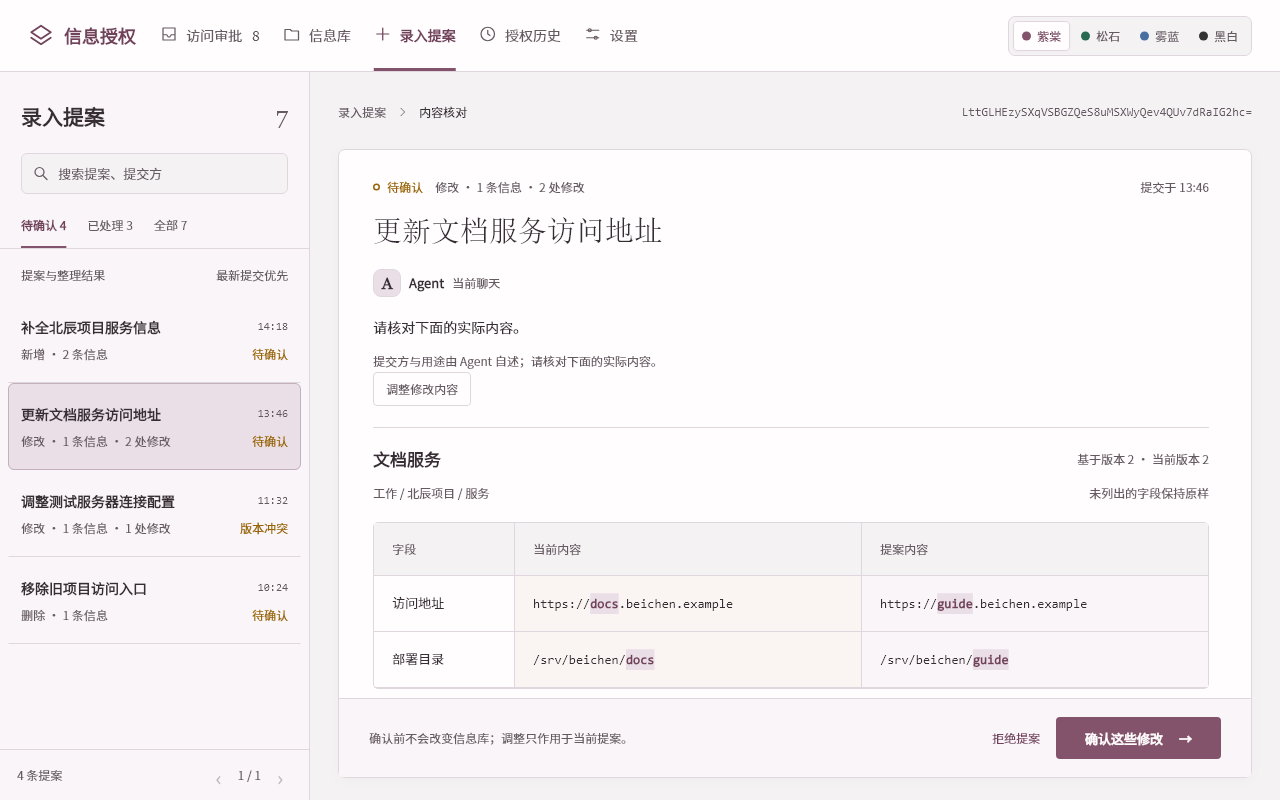 信息授权
访问审批 8
信息库
录入提案
授权历史
设置
紫棠
松石
雾蓝
黑白
录入提案 7
搜索提案、提交方
待确认 4
已处理 3
全部 7
提案与整理结果 最新提交优先
补全北辰项目服务信息 14:18
新增 · 2 条信息 待确认
更新文档服务访问地址 13:46
修改 · 1 条信息 · 2 处修改 待确认
调整测试服务器连接配置 11:32
修改 · 1 条信息 · 1 处修改 版本冲突
移除旧项目访问入口 10:24
删除 · 1 条信息 待确认
4 条提案 ‹ 1 / 1 ›
录入提案 > 内容核对
LttGLHEzySXqVSBGZQeS8uMSXWyQev4QUv7dRaIG2hc=
待确认 修改 · 1 条信息 · 2 处修改 提交于 13:46
更新文档服务访问地址
A Agent 当前聊天
请核对下面的实际内容。
提交方与用途由 Agent 自述；请核对下面的实际内容。
调整修改内容
文档服务 基于版本 2 · 当前版本 2
工作 / 北辰项目 / 服务 未列出的字段保持原样
字段 当前内容 提案内容
访问地址 https://docs.beichen.example https://guide.beichen.example
部署目录 /srv/beichen/docs /srv/beichen/guide
确认前不会改变信息库；调整只作用于当前提案。 拒绝提案 确认这些修改 →